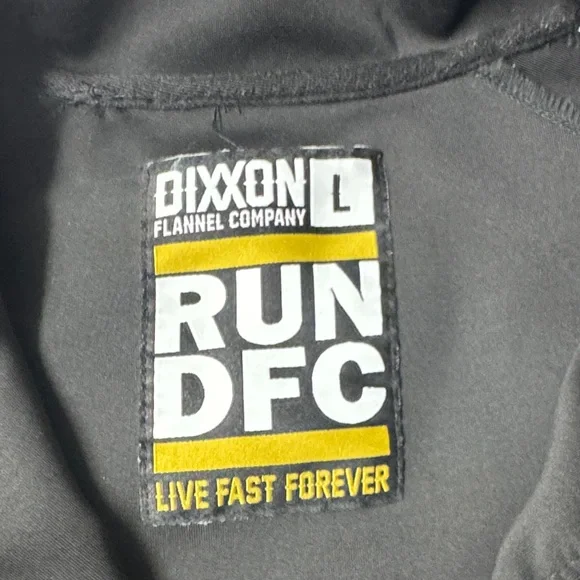 DIXXON L
FLANNEL COMPANY
RUN
DFC
LIVE FAST FOREVER